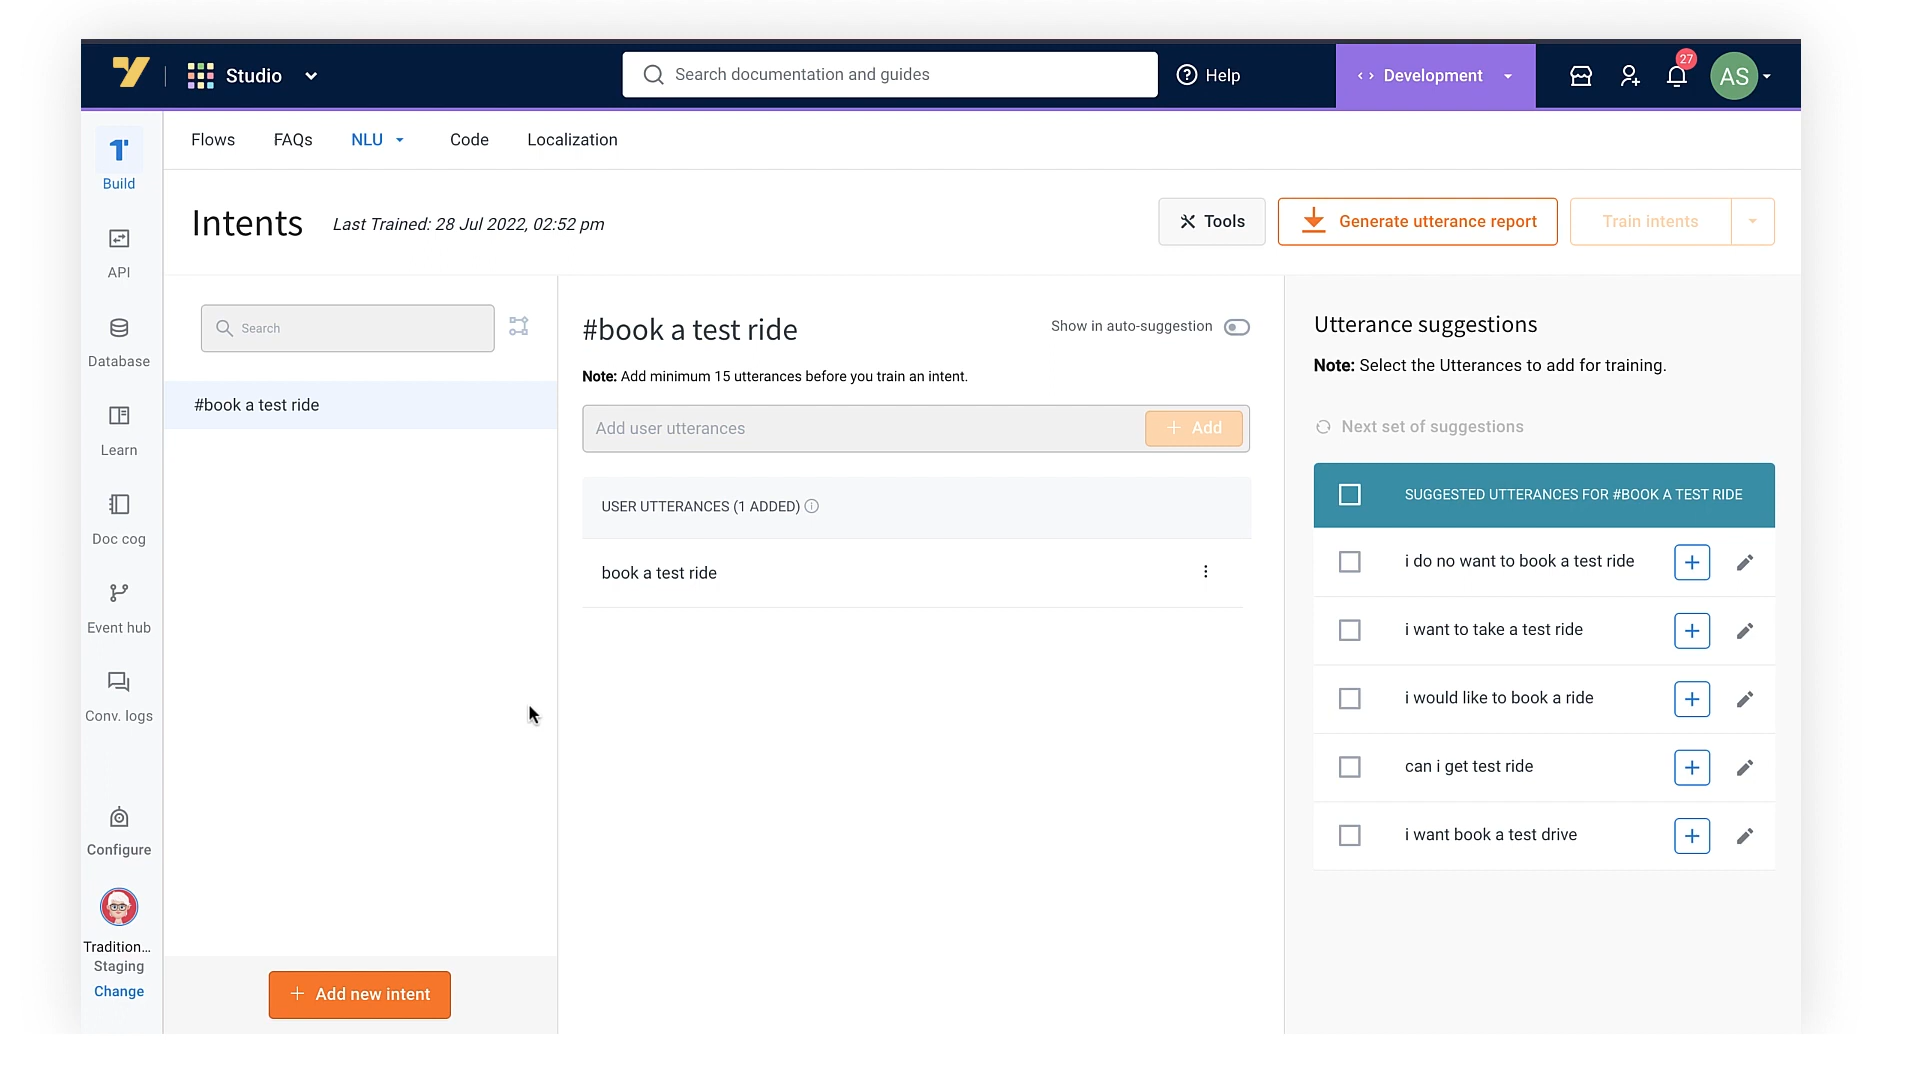 Studio
Search documentation and guides
Help
Development
27
AS
Flows
FAQs
NLU
Code
Localization
Build
API
Database
Learn
Doc cog
Event hub
Conv. logs
Configure
Tradition...
Staging
Change
Intents
Last Trained: 28 Jul 2022, 02:52 pm
Tools
Generate utterance report
Train intents
Search
#book a test ride
Add new intent
#book a test ride
Show in auto-suggestion
Note: Add minimum 15 utterances before you train an intent.
Add user utterances
Add
USER UTTERANCES (1 ADDED)
book a test ride
Utterance suggestions
Note: Select the Utterances to add for training.
Next set of suggestions
SUGGESTED UTTERANCES FOR #BOOK A TEST RIDE
i do no want to book a test ride
i want to take a test ride
i would like to book a ride
can i get test ride
i want book a test drive